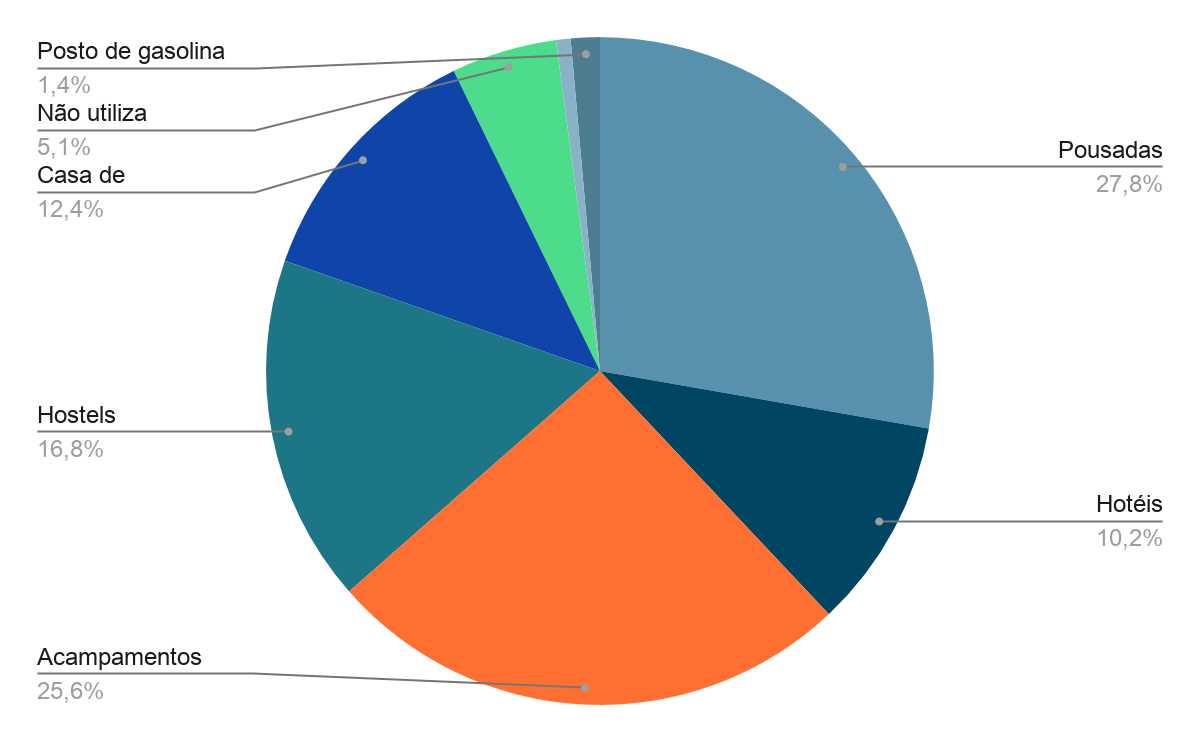 Posto de gasolina
1,4%
Não utiliza
5,1%
Casa de
12,4%
Hostels
16,8%
Acampamentos
25,6%
Pousadas
27,8%
Hotéis
10,2%